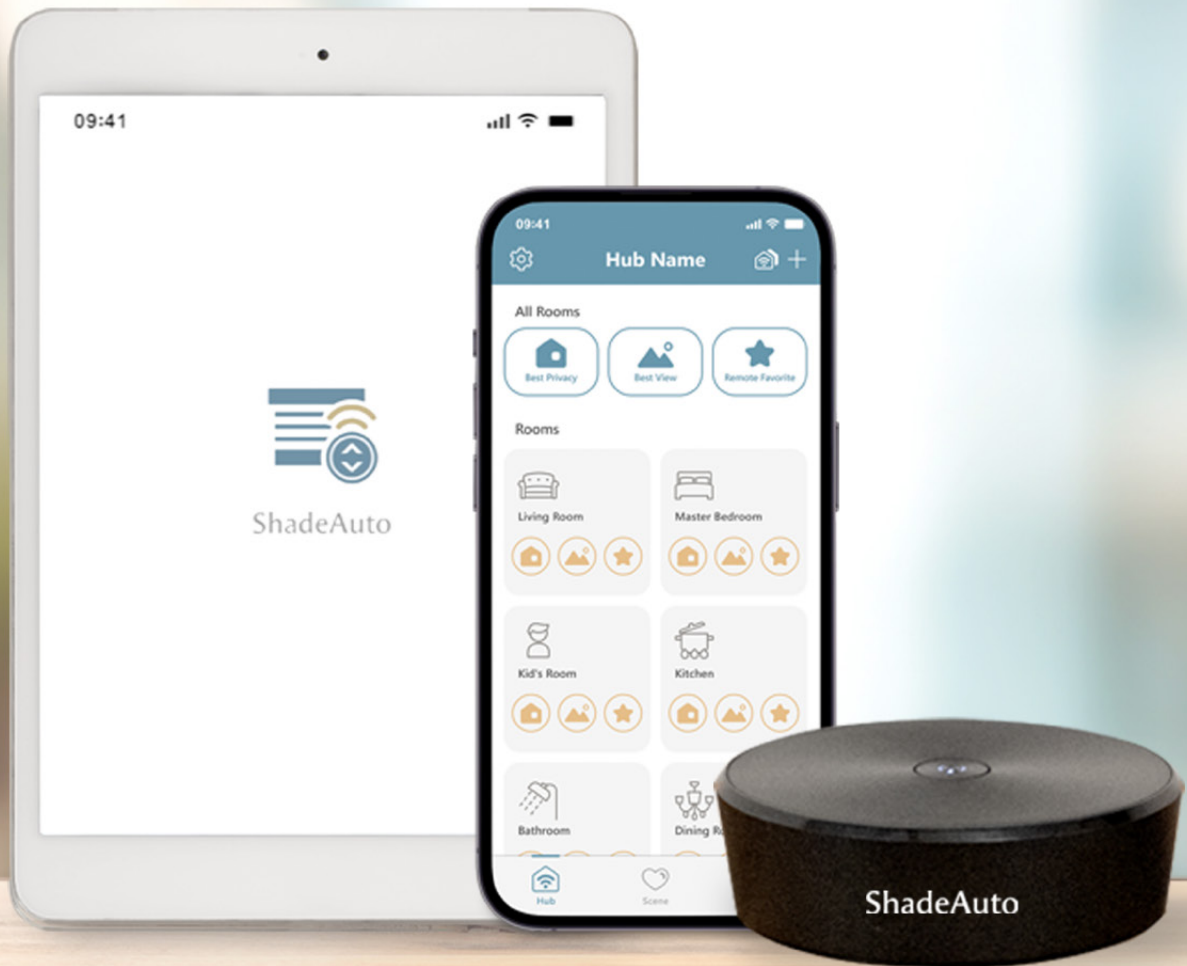 09:41
ShadeAuto
09:41
Hub Name
All Rooms
Best Privacy Best View Remote Favorite
Rooms
Living Room Master Bedroom
Kid's Room Kitchen
Bathroom Dining
Hub Scene
ShadeAuto